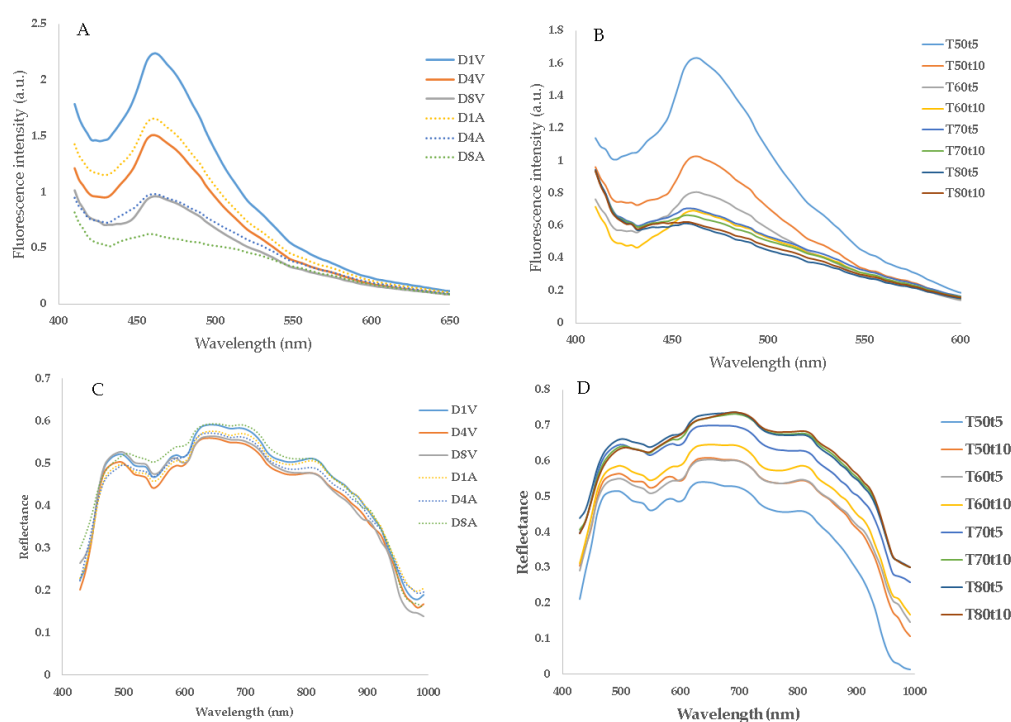 A
Fluorescence intensity (a.u.)
2.5
2
1.5
1
0.5
0
400 450 500 550 600 650
Wavelength (nm)
D1V
D4V
D8V
D1A
D4A
D8A
B
Fluorescence intensity (a.u.)
1.8
1.6
1.4
1.2
1
0.8
0.6
0.4
0.2
0
400 450 500 550 600
Wavelength (nm)
T50t5
T50t10
T60t5
T60t10
T70t5
T70t10
T80t5
T80t10
C
Reflectance
0.7
0.6
0.5
0.4
0.3
0.2
0.1
0
400 500 600 700 800 900 1000
Wavelength (nm)
D1V
D4V
D8V
D1A
D4A
D8A
D
Reflectance
0.8
0.7
0.6
0.5
0.4
0.3
0.2
0.1
0
400 500 600 700 800 900 1000
Wavelength (nm)
T50t5
T50t10
T60t5
T60t10
T70t5
T70t10
T80t5
T80t10